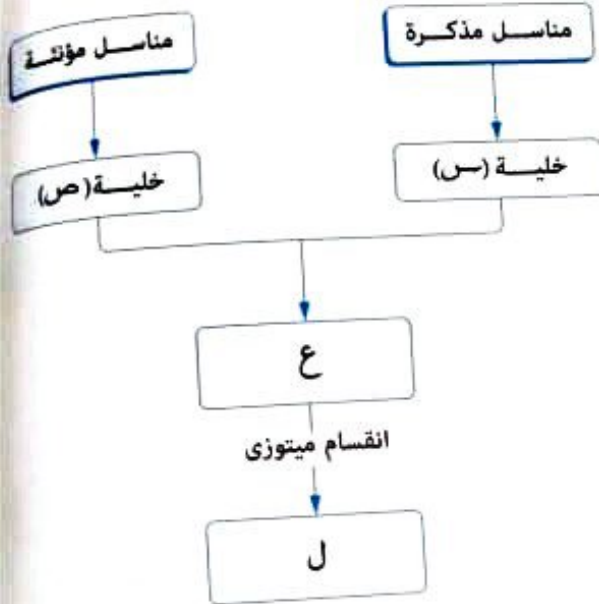 مناسل مذكرة
مناسل مؤنثة
خلية (س)
خلية (ص)
ع
انقسام ميتوزى
ل